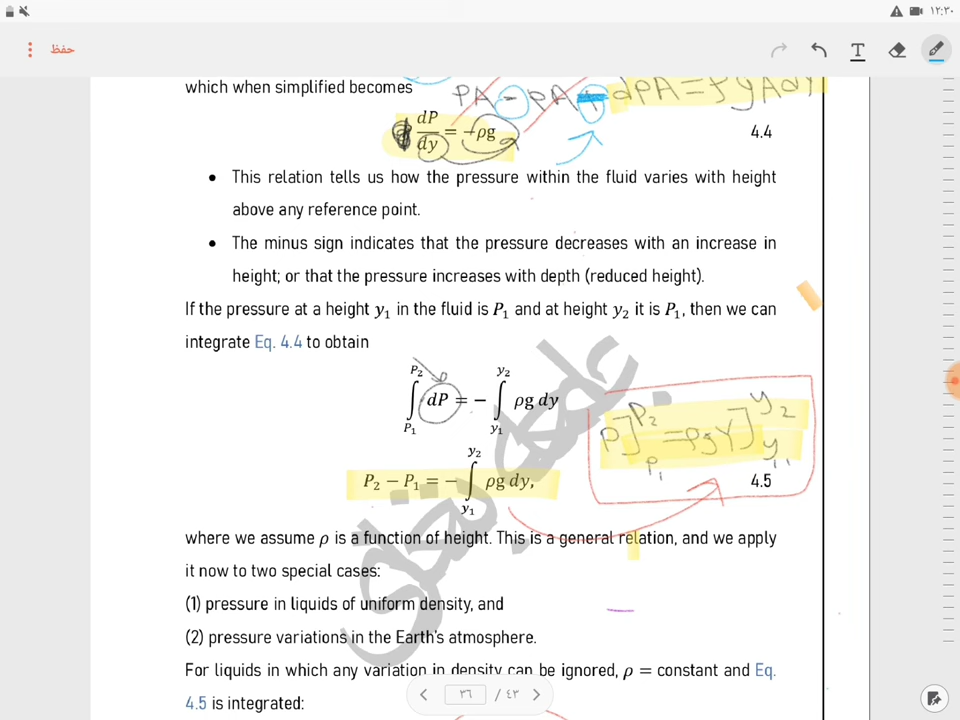 ١٢:٣٠
حفظ
T
which when simplified becomes
PA - PA + dPA = ρgAdy
dP/dy = −ρg 4.4
• This relation tells us how the pressure within the fluid varies with height
above any reference point.
• The minus sign indicates that the pressure decreases with an increase in
height; or that the pressure increases with depth (reduced height).
If the pressure at a height y₁ in the fluid is P₁ and at height y₂ it is P₁, then we can
integrate Eq. 4.4 to obtain
∫_{P₁}^{P₂} dP = − ∫_{y₁}^{y₂} ρg dy
P]_{P₁}^{P₂} = ρgy]_{y₁}^{y₂}
P₂ − P₁ = − ∫_{y₁}^{y₂} ρg dy, 4.5
where we assume ρ is a function of height. This is a general relation, and we apply
it now to two special cases:
(1) pressure in liquids of uniform density, and
(2) pressure variations in the Earth's atmosphere.
For liquids in which any variation in density can be ignored, ρ = constant and Eq.
4.5 is integrated:
٣٦ / ٤٣